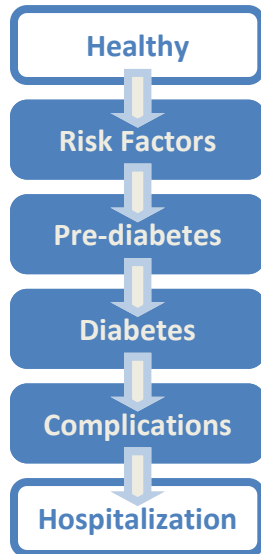 Healthy
Risk Factors
Pre-diabetes
Diabetes
Complications
Hospitalization